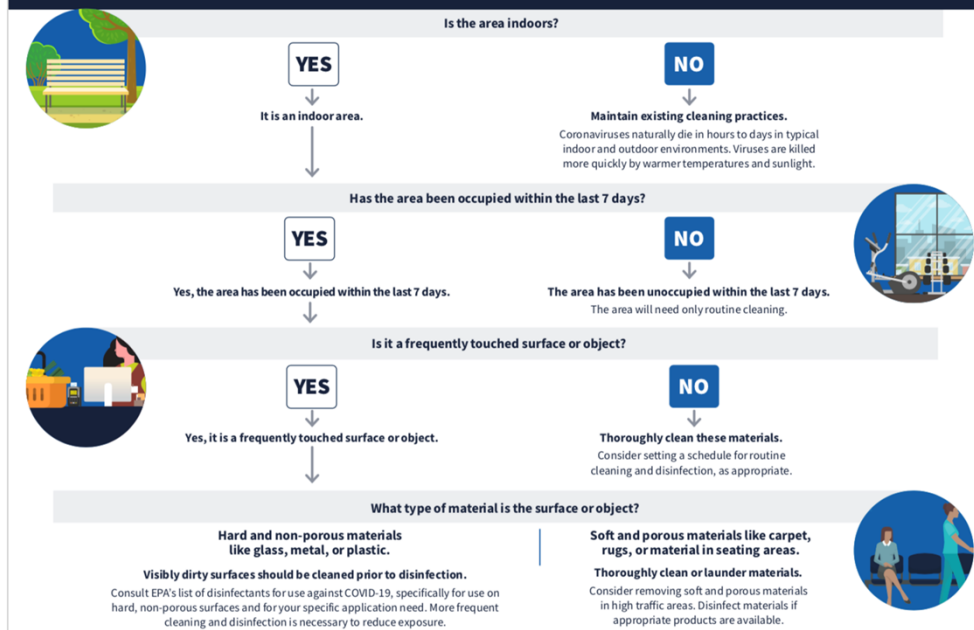 Is the area indoors?
YES
It is an indoor area.
NO
Maintain existing cleaning practices.
Coronaviruses naturally die in hours to days in typical
indoor and outdoor environments. Viruses are killed
more quickly by warmer temperatures and sunlight.
Has the area been occupied within the last 7 days?
YES
Yes, the area has been occupied within the last 7 days.
NO
The area has been unoccupied within the last 7 days.
The area will need only routine cleaning.
Is it a frequently touched surface or object?
YES
Yes, it is a frequently touched surface or object.
NO
Thoroughly clean these materials.
Consider setting a schedule for routine
cleaning and disinfection, as appropriate.
What type of material is the surface or object?
Hard and non-porous materials
like glass, metal, or plastic.
Visibly dirty surfaces should be cleaned prior to disinfection.
Consult EPA's list of disinfectants for use against COVID-19, specifically for use on
hard, non-porous surfaces and for your specific application need. More frequent
cleaning and disinfection is necessary to reduce exposure.
Soft and porous materials like carpet,
rugs, or material in seating areas.
Thoroughly clean or launder materials.
Consider removing soft and porous materials
in high traffic areas. Disinfect materials if
appropriate products are available.